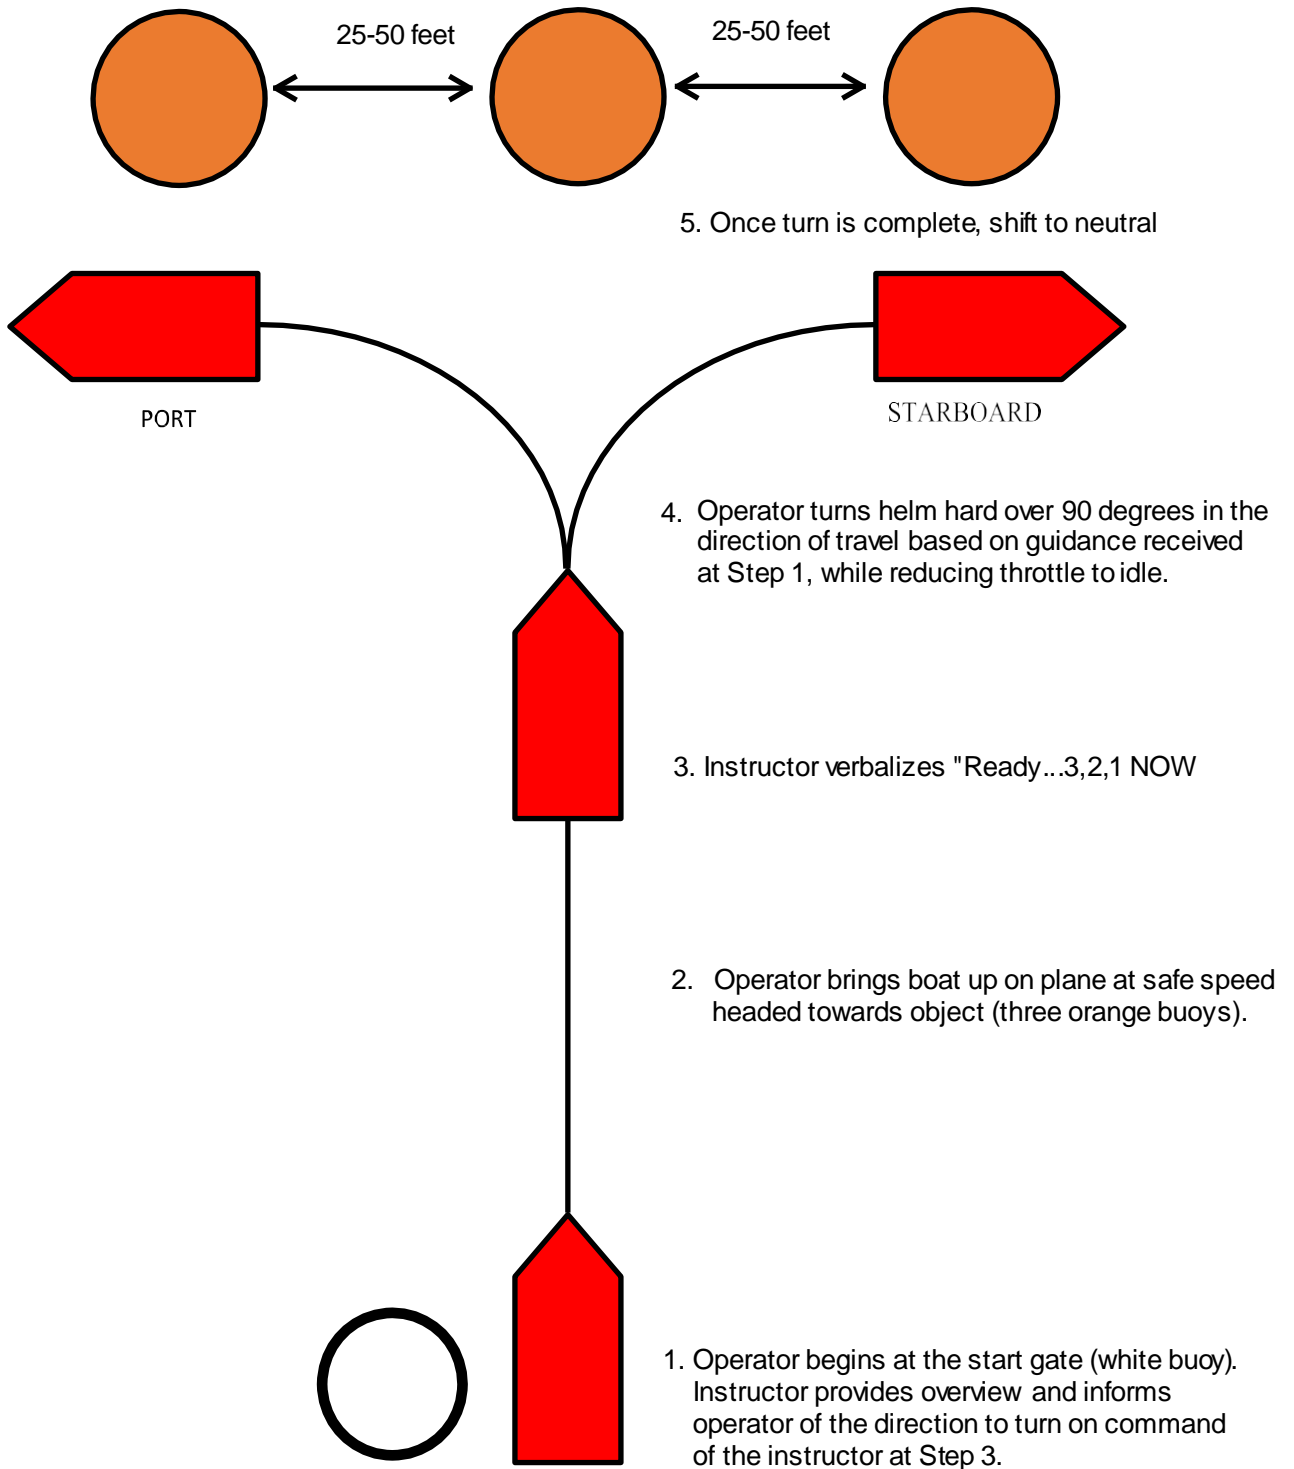 25-50 feet
25-50 feet
5. Once turn is complete, shift to neutral
PORT
STARBOARD
4. Operator turns helm hard over 90 degrees in the
direction of travel based on guidance received
at Step 1, while reducing throttle to idle.
3. Instructor verbalizes "Ready...3,2,1 NOW
2. Operator brings boat up on plane at safe speed
headed towards object (three orange buoys).
1. Operator begins at the start gate (white buoy).
Instructor provides overview and informs
operator of the direction to turn on command
of the instructor at Step 3.